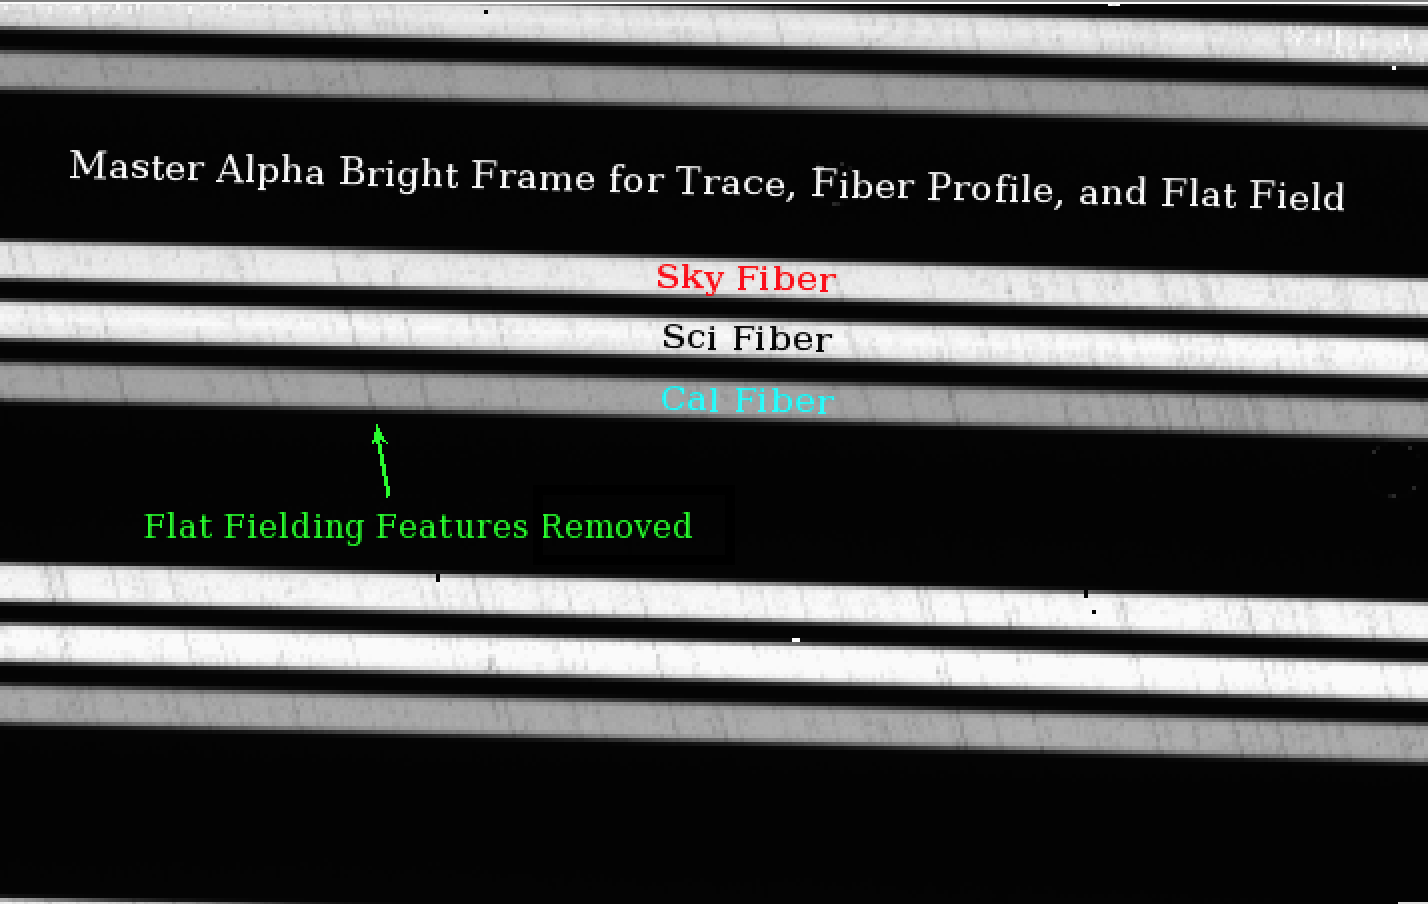 Master Alpha Bright Frame for Trace, Fiber Profile, and Flat Field
Sky Fiber
Sci Fiber
Cal Fiber
Flat Fielding Features Removed